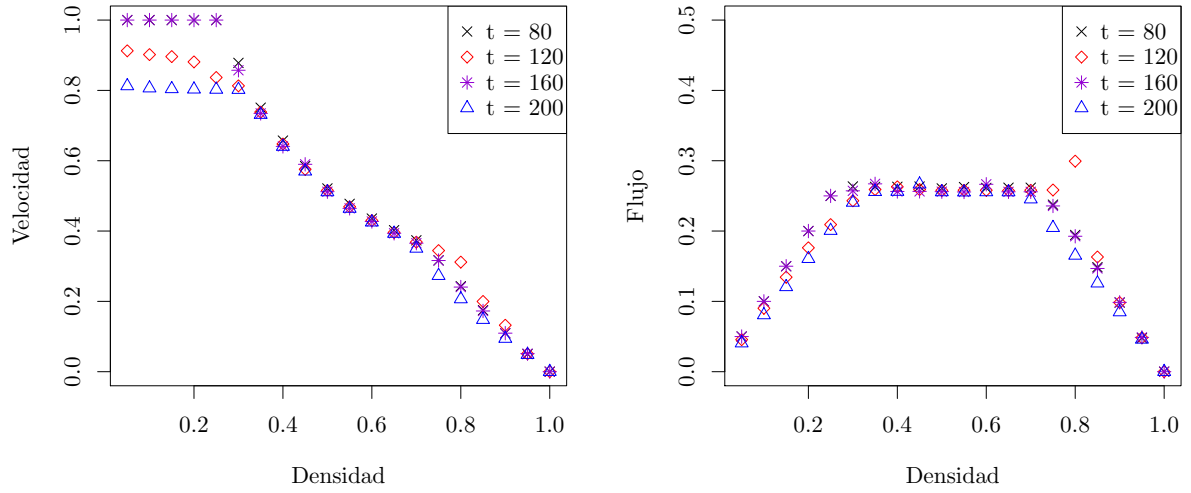 1.0
0.8
0.6
0.4
0.2
0.0
Velocidad
t = 80
t = 120
t = 160
t = 200
0.2
0.4
0.6
0.8
1.0
Densidad
0.5
0.4
0.3
0.2
0.1
0.0
Flujo
t = 80
t = 120
t = 160
t = 200
0.2
0.4
0.6
0.8
1.0
Densidad